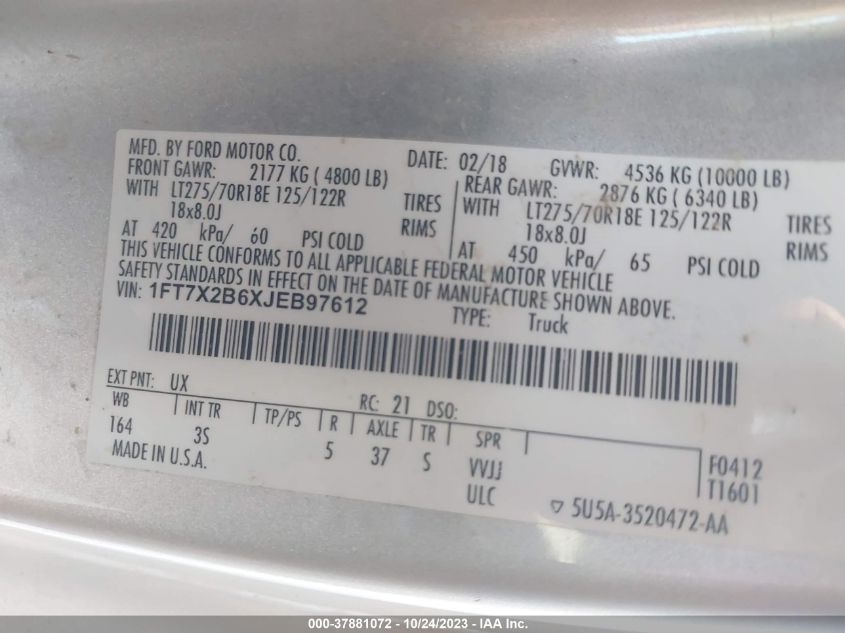 MFD. BY FORD MOTOR CO.
DATE: 02/18 GVWR: 4536 KG (10000 LB)
FRONT GAWR: 2177 KG ( 4800 LB)
REAR GAWR: 2876 KG ( 6340 LB)
WITH LT275/70R18E 125/122R TIRES
WITH LT275/70R18E 125/122R TIRES
18x8.0J RIMS
18x8.0J RIMS
AT 420 kPa/ 60 PSI COLD
AT 450 kPa/ 65 PSI COLD
THIS VEHICLE CONFORMS TO ALL APPLICABLE FEDERAL MOTOR VEHICLE
SAFETY STANDARDS IN EFFECT ON THE DATE OF MANUFACTURE SHOWN ABOVE.
VIN: 1FT7X2B6XJEB97612
TYPE: Truck
EXT PNT: UX RC: 21 DSO:
WB INT TR TP/PS R AXLE TR SPR
164 3S 5 37 S VVJJ F0412
MADE IN U.S.A. ULC T1601
▽ 5U5A-3520472-AA
000-37881072 - 10/24/2023 - IAA Inc.